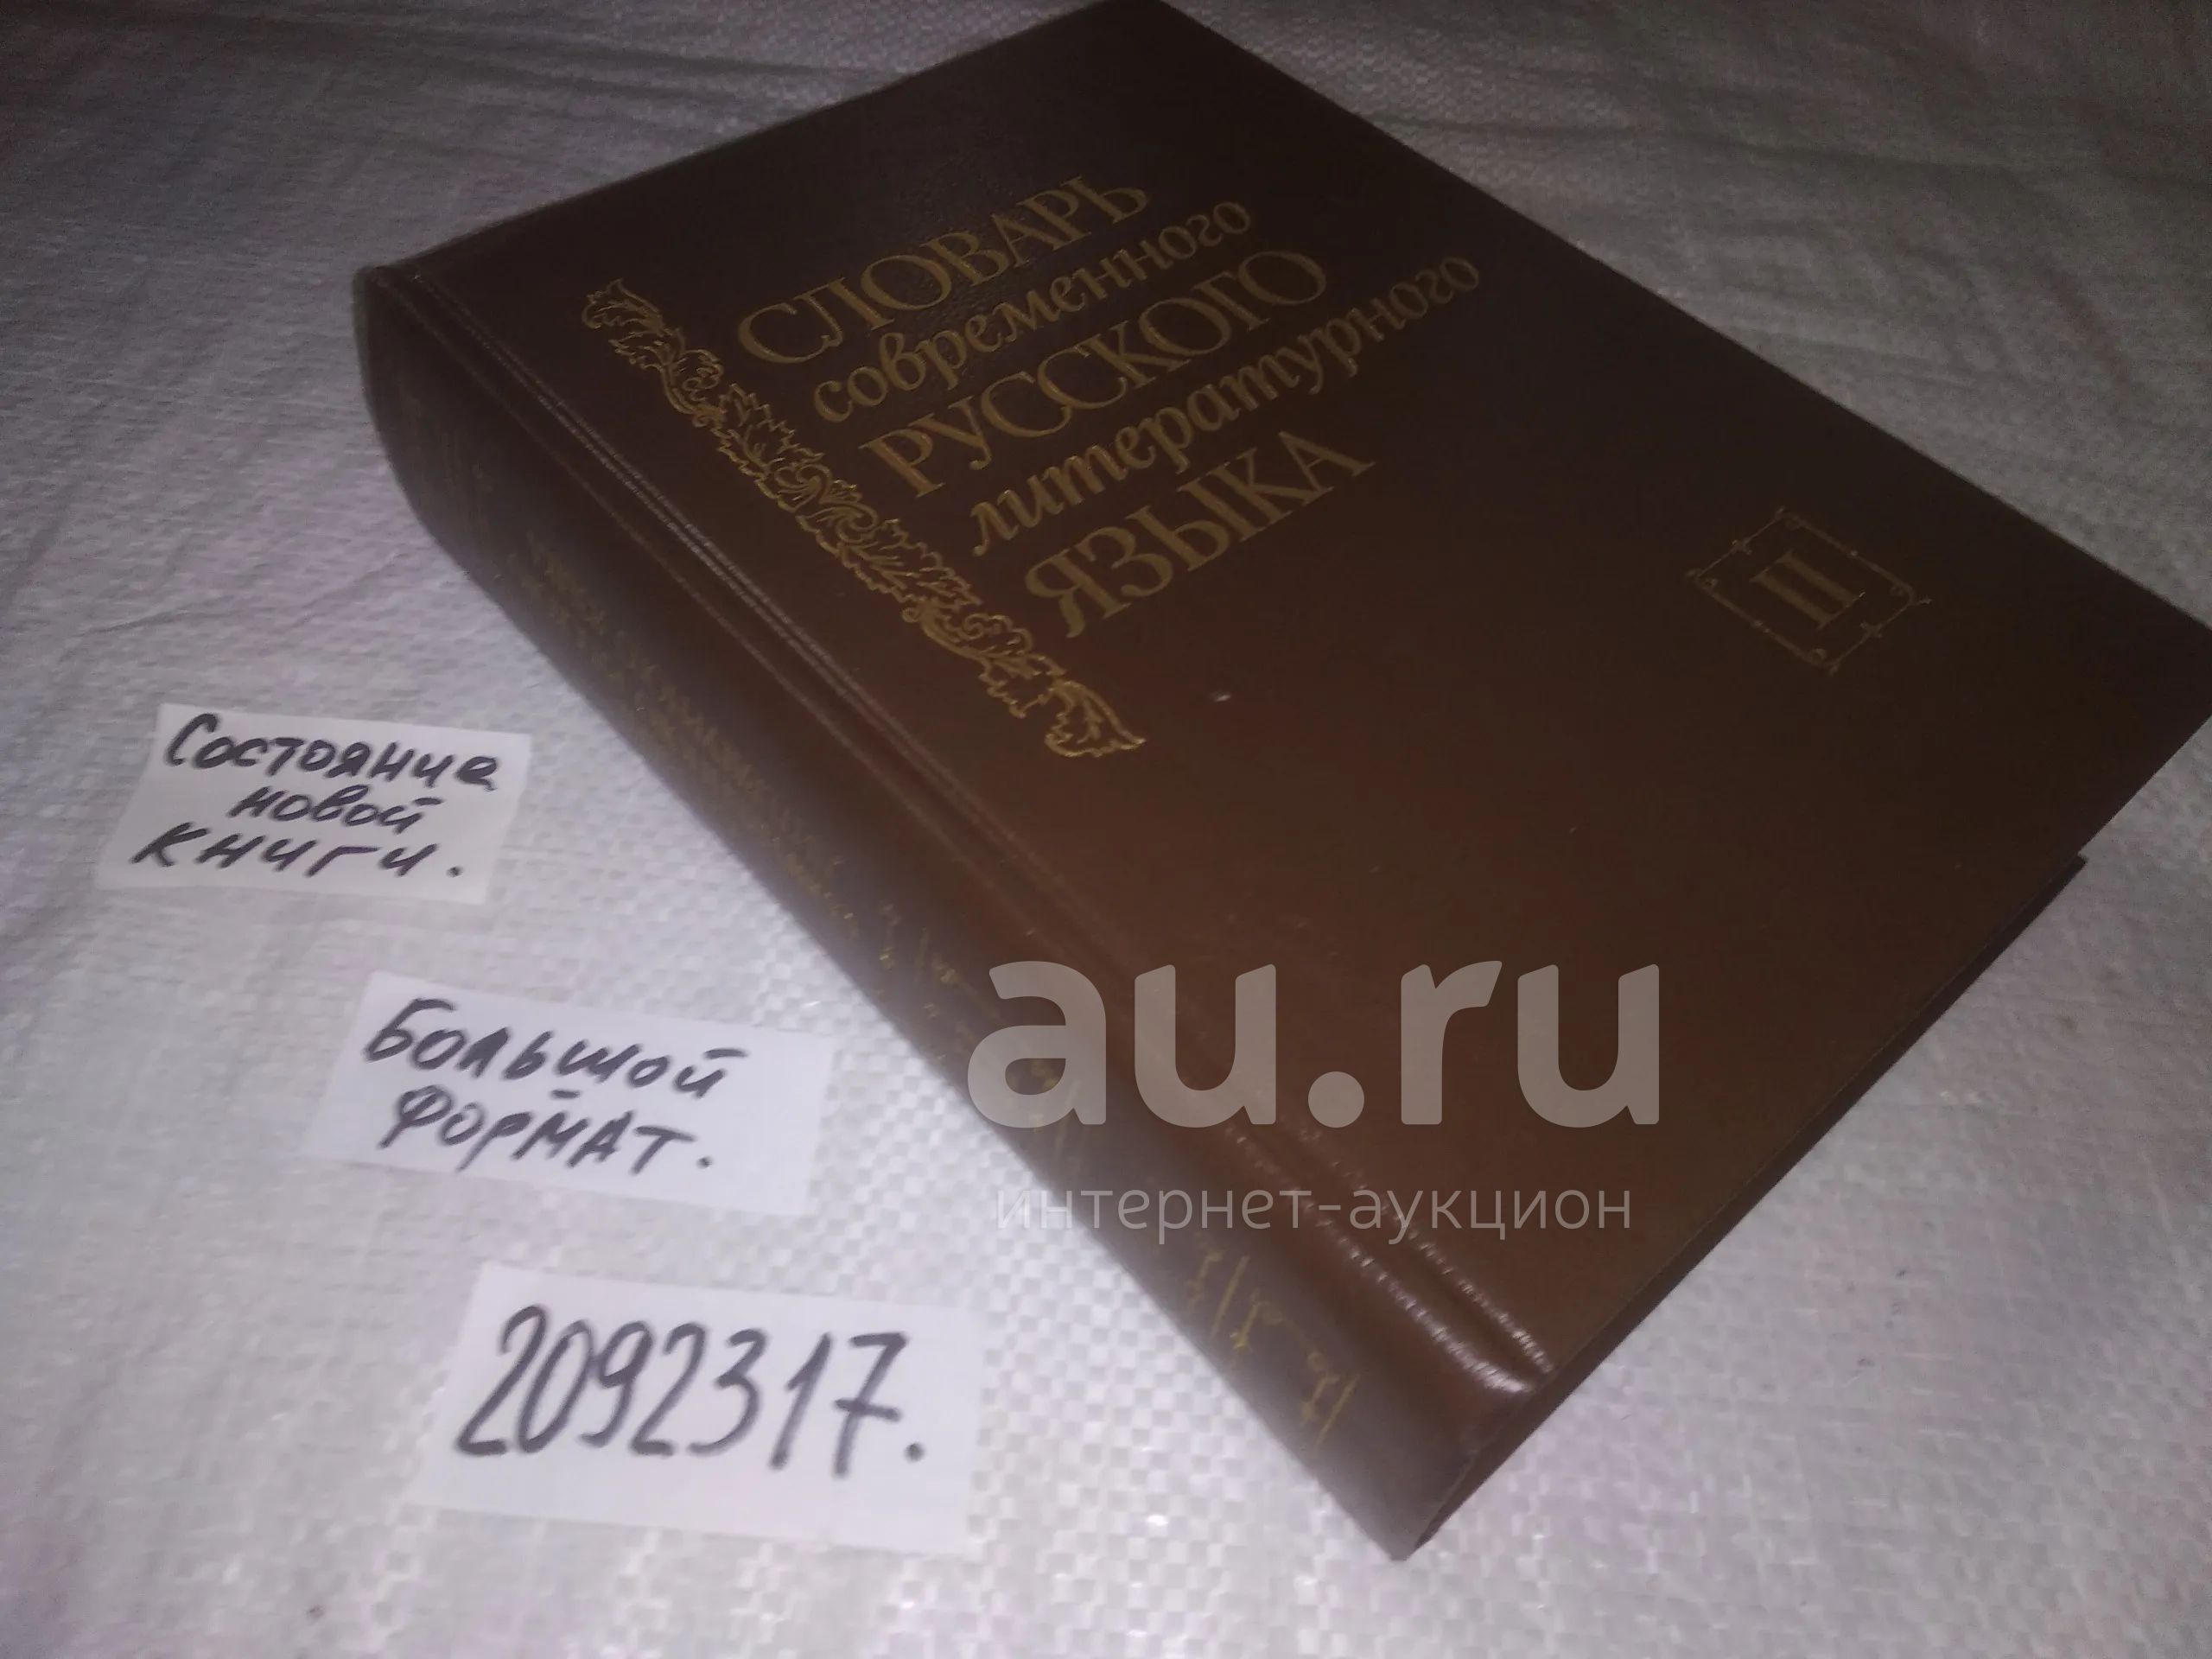 СЛОВАРЬ
современного
РУССКОГО
литературного
ЯЗЫКА
II
Состояние
новой
книги.
Большой
формат.
2092317.
au.ru
интернет-аукцион